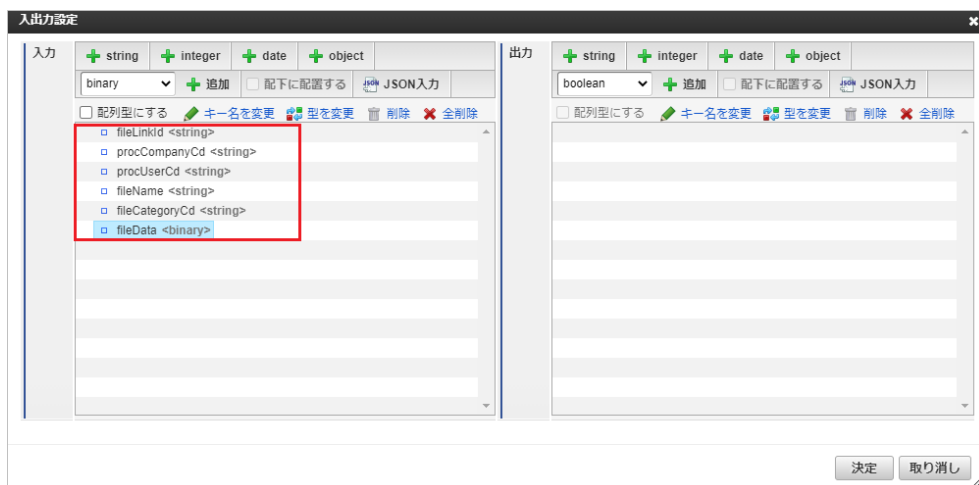 入出力設定
入力
string integer date object
binary 追加 配下に配置する JSON入力
配列型にする キー名を変更 型を変更 削除 全削除
fileLinkId <string>
procCompanyCd <string>
procUserCd <string>
fileName <string>
fileCategoryCd <string>
fileData <binary>
出力
string integer date object
boolean 追加 配下に配置する JSON入力
配列型にする キー名を変更 型を変更 削除 全削除
決定 取り消し